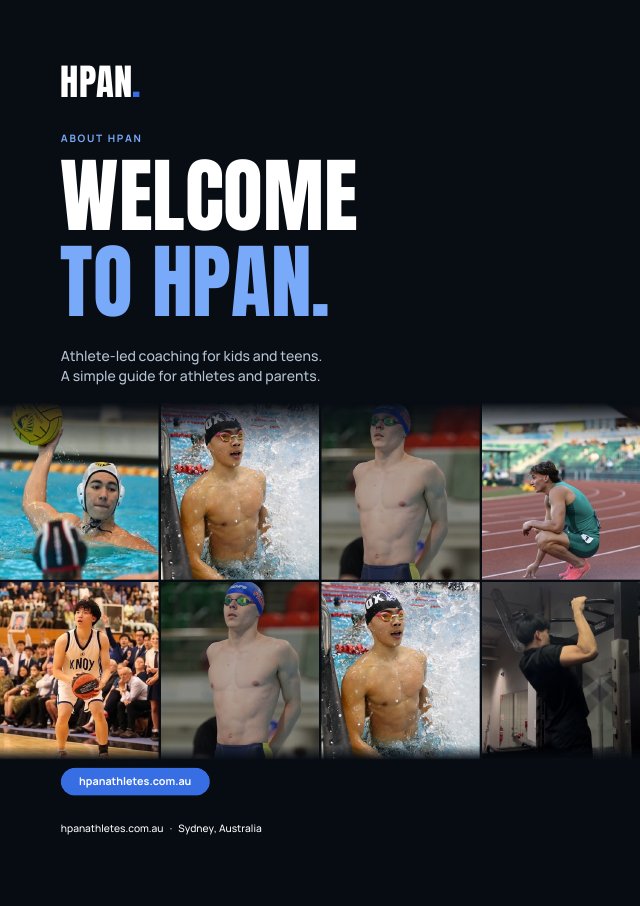 HPAN.
ABOUT HPAN
WELCOME
TO HPAN.
Athlete-led coaching for kids and teens.
A simple guide for athletes and parents.
KNOX
hpanathletes.com.au
hpanathletes.com.au · Sydney, Australia